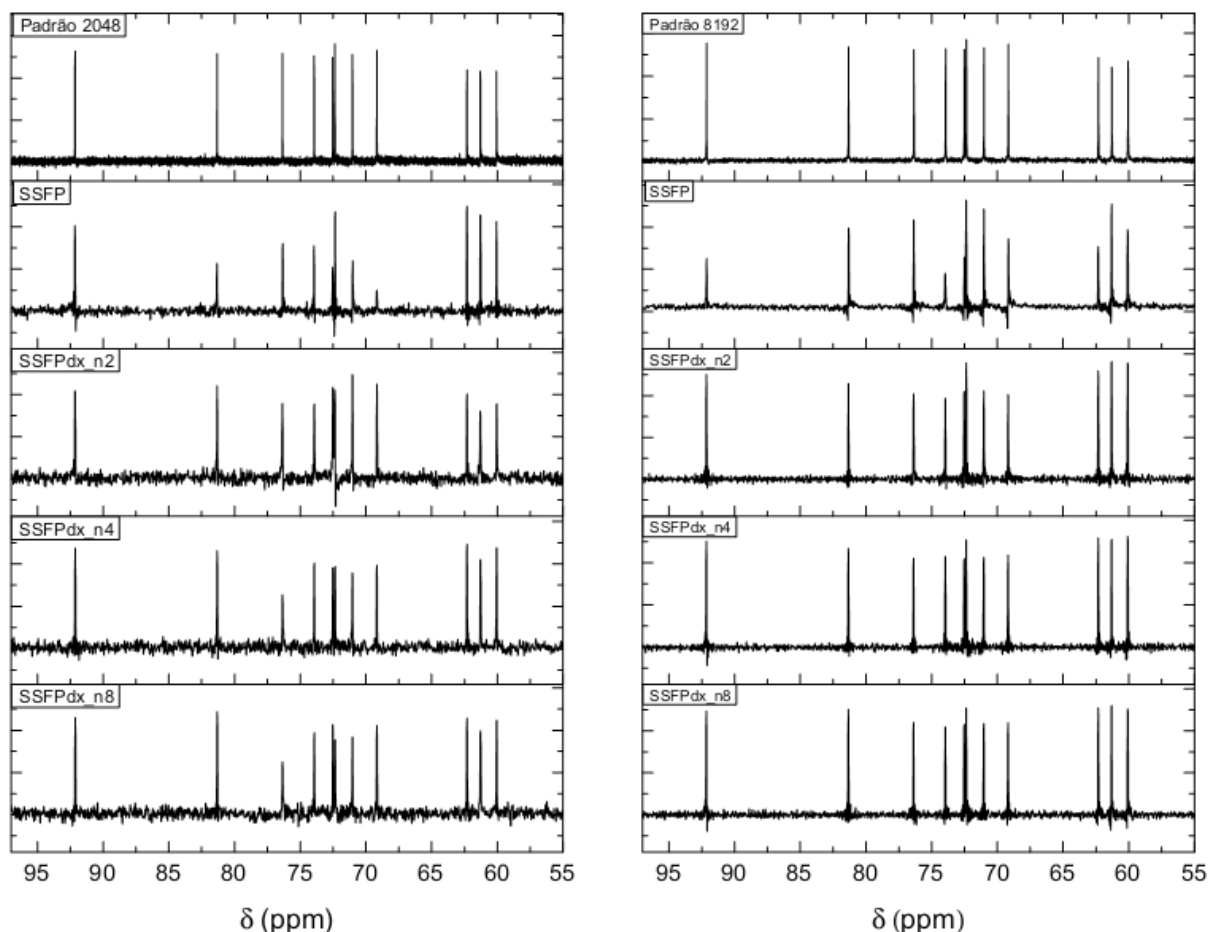 Padrão 2048
SSFP
SSFPdx_n2
SSFPdx_n4
SSFPdx_n8
95 90 85 80 75 70 65 60 55
δ (ppm)
Padrão 8192
SSFP
SSFPdx_n2
SSFPdx_n4
SSFPdx_n8
95 90 85 80 75 70 65 60 55
δ (ppm)